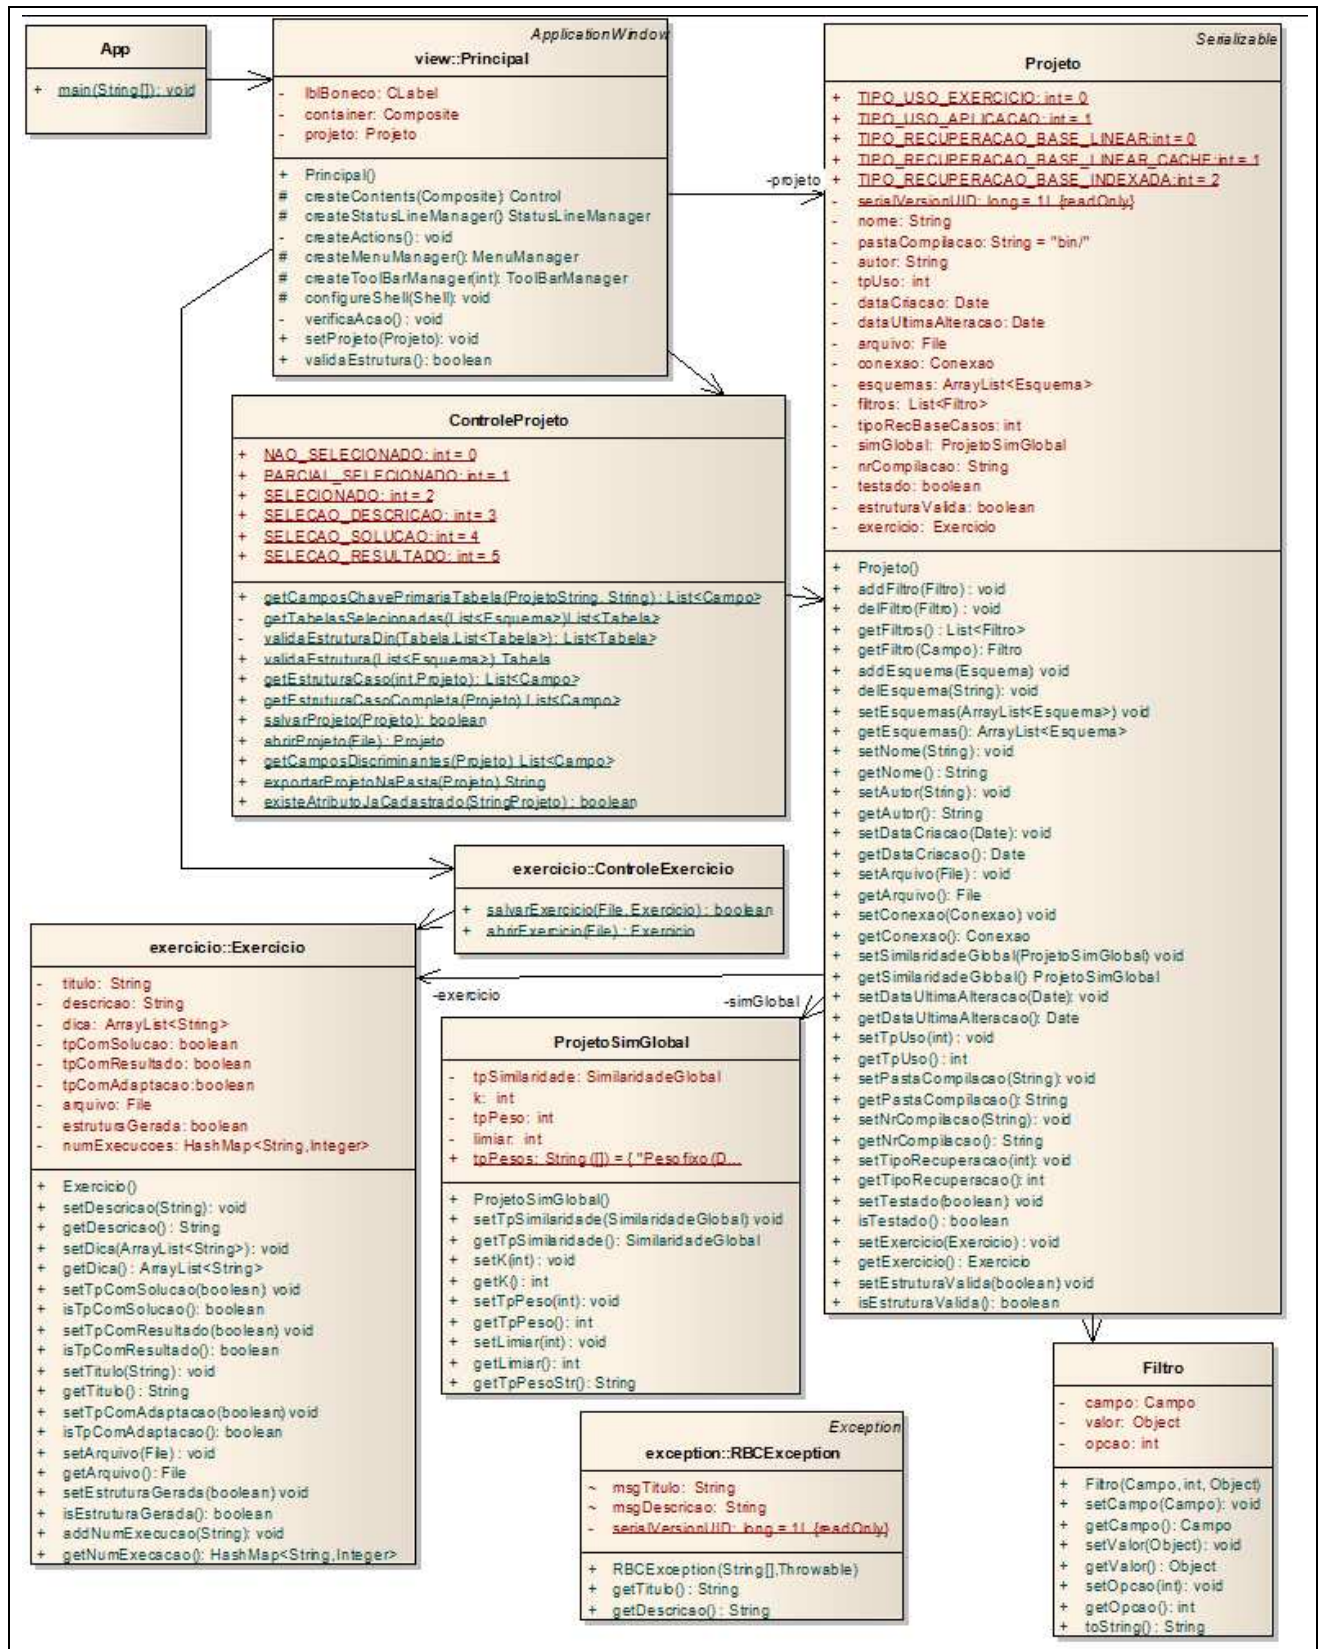 App
+ main(String[]): void
ApplicationWindow
view::Principal
- lblBoneco: CLabel
- container: Composite
- projeto: Projeto
+ Principal()
# createContents(Composite) Control
# createStatusLineManager() StatusLineManager
- createActions(): void
# createMenuManager(): MenuManager
# createToolBarManager(int): ToolBarManager
# configureShell(Shell): void
- verificaAcao() : void
+ setProjeto(Projeto): void
+ validaEstrutura(): boolean
-projeto
Serializable
Projeto
+ TIPO_USO_EXERCICIO: int = 0
+ TIPO_USO_APLICACAO: int = 1
+ TIPO_RECUPERACAO_BASE_LINEAR:int = 0
+ TIPO_RECUPERACAO_BASE_LINEAR_CACHE:int = 1
+ TIPO_RECUPERACAO_BASE_INDEXADA:int = 2
- serialVersionUID: long = 1L {readOnly}
- nome: String
- pastaCompilacao: String = "bin/"
- autor: String
- tpUso: int
- dataCriacao: Date
- dataUltimaAlteracao: Date
- arquivo: File
- conexao: Conexao
- esquemas: ArrayList<Esquema>
- filtros: List<Filtro>
- tipoRecBaseCasos: int
- simGlobal: ProjetoSimGlobal
- nrCompilacao: String
- testado: boolean
- estruturaValida: boolean
- exercicio: Exercicio
+ Projeto()
+ addFiltro(Filtro) : void
+ delFiltro(Filtro) : void
+ getFiltros() : List<Filtro>
+ getFiltro(Campo): Filtro
+ addEsquema(Esquema) void
+ delEsquema(String): void
+ setEsquemas(ArrayList<Esquema>) void
+ getEsquemas(): ArrayList<Esquema>
+ setNome(String): void
+ getNome() : String
+ setAutor(String): void
+ getAutor(): String
+ setDataCriacao(Date): void
+ getDataCriacao(): Date
+ setArquivo(File) : void
+ getArquivo(): File
+ setConexao(Conexao) void
+ getConexao(): Conexao
+ setSimilaridadeGlobal(ProjetoSimGlobal) void
+ getSimilaridadeGlobal() ProjetoSimGlobal
+ setDataUltimaAlteracao(Date): void
+ getDataUltimaAlteracao(): Date
+ setTpUso(int) : void
+ getTpUso() : int
+ setPastaCompilacao(String): void
+ getPastaCompilacao(): String
+ setNrCompilacao(String): void
+ getNrCompilacao(): String
+ setTipoRecuperacao(int): void
+ getTipoRecuperacao(): int
+ setTestado(boolean) void
+ isTestado() : boolean
+ setExercicio(Exercicio) : void
+ getExercicio() : Exercicio
+ setEstruturaValida(boolean) void
+ isEstruturaValida(): boolean
ControleProjeto
+ NAO_SELECIONADO: int = 0
+ PARCIAL_SELECIONADO: int = 1
+ SELECIONADO: int = 2
+ SELECAO_DESCRICAO: int = 3
+ SELECAO_SOLUCAO: int = 4
+ SELECAO_RESULTADO: int = 5
+ getCamposChavePrimariaTabela(ProjetoString, String) : List<Campo>
- getTabelasSelecionadas(List<Esquema>)List<Tabela>
- validaEstruturaDin(Tabela,List<Tabela>) : List<Tabela>
+ validaEstrutura(List<Esquema>) Tabela
+ getEstruturaCaso(int,Projeto) : List<Campo>
+ getEstruturaCasoCompleta(Projeto) List<Campo>
+ salvarProjeto(Projeto): boolean
+ abrirProjeto(File) : Projeto
+ getCamposDiscriminantes(Projeto) List<Campo>
+ exportarProjetoNaPasta(Projeto) String
+ existeAtributoJaCadastrado(StringProjeto) : boolean
exercicio::ControleExercicio
+ salvarExercicio(File, Exercicio) : boolean
+ abrirExercicio(File) : Exercicio
exercicio::Exercicio
- titulo: String
- descricao: String
- dica: ArrayList<String>
- tpComSolucao: boolean
- tpComResultado: boolean
- tpComAdaptacao:boolean
- arquivo: File
- estruturaGerada: boolean
- numExecucoes: HashMap<String,Integer>
+ Exercicio()
+ setDescricao(String): void
+ getDescricao() : String
+ setDica(ArrayList<String>) : void
+ getDica() : ArrayList<String>
+ setTpComSolucao(boolean) void
+ isTpComSolucao() : boolean
+ setTpComResultado(boolean) void
+ isTpComResultado() : boolean
+ setTitulo(String) : void
+ getTitulo() : String
+ setTpComAdaptacao(boolean) void
+ isTpComAdaptacao() : boolean
+ setArquivo(File) : void
+ getArquivo() : File
+ setEstruturaGerada(boolean) void
+ isEstruturaGerada() : boolean
+ addNumExecucao(String): void
+ getNumExecacao(): HashMap<String,Integer>
-exercicio
-simGlobal
ProjetoSimGlobal
- tpSimilaridade: SimilaridadeGlobal
- k: int
- tpPeso: int
- limiar: int
+ tpPesos: String ([]) = { "Peso fixo (D...
+ ProjetoSimGlobal()
+ setTpSimilaridade(SimilaridadeGlobal) void
+ getTpSimilaridade(): SimilaridadeGlobal
+ setK(int) : void
+ getK() : int
+ setTpPeso(int) : void
+ getTpPeso() : int
+ setLimiar(int) : void
+ getLimiar() : int
+ getTpPesoStr() : String
Exception
exception::RBCException
~ msgTitulo: String
~ msgDescricao: String
- serialVersionUID: long = 1L {readOnly}
+ RBCException(String[],Throwable)
+ getTitulo() : String
+ getDescricao() : String
Filtro
- campo: Campo
- valor: Object
- opcao: int
+ Filtro(Campo, int, Object)
+ setCampo(Campo) : void
+ getCampo() : Campo
+ setValor(Object) : void
+ getValor() : Object
+ setOpcao(int) : void
+ getOpcao() : int
+ toString() : String